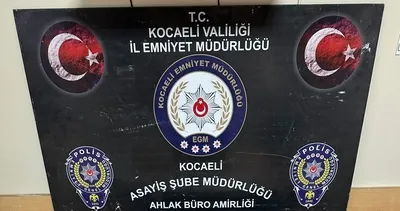 T.C.
KOCAELİ VALİLİĞİ
İL EMNİYET MÜDÜRLÜĞÜ
KOCAELİ EMNİYET MÜDÜRLÜĞÜ
EGM
POLİS
POLİS
KOCAELİ
ASAYİŞ ŞUBE MÜDÜRLÜĞÜ
AHLAK BÜRO AMİRLİĞİ